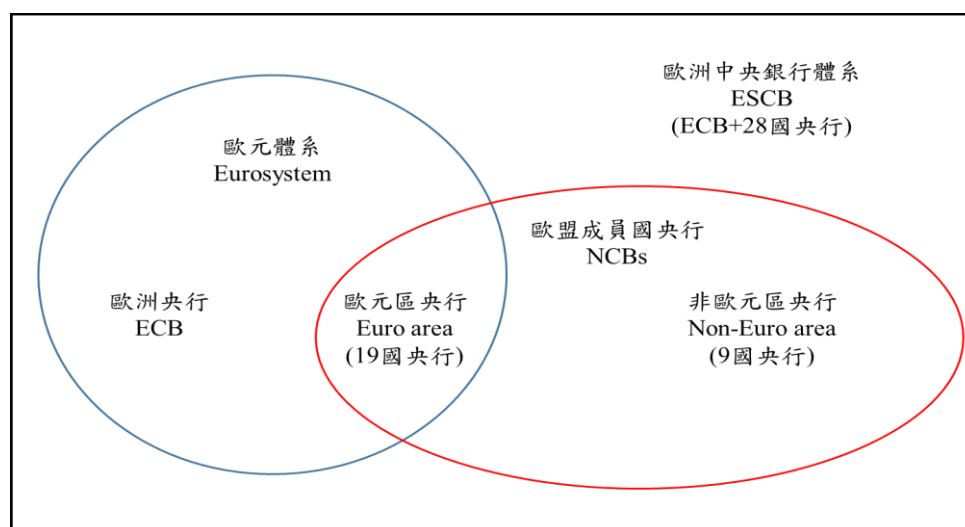 歐洲中央銀行體系
ESCB
(ECB+28國央行)
歐元體系
Eurosystem
歐盟成員國央行
NCBs
歐洲央行
ECB
歐元區央行
Euro area
(19國央行)
非歐元區央行
Non-Euro area
(9國央行)